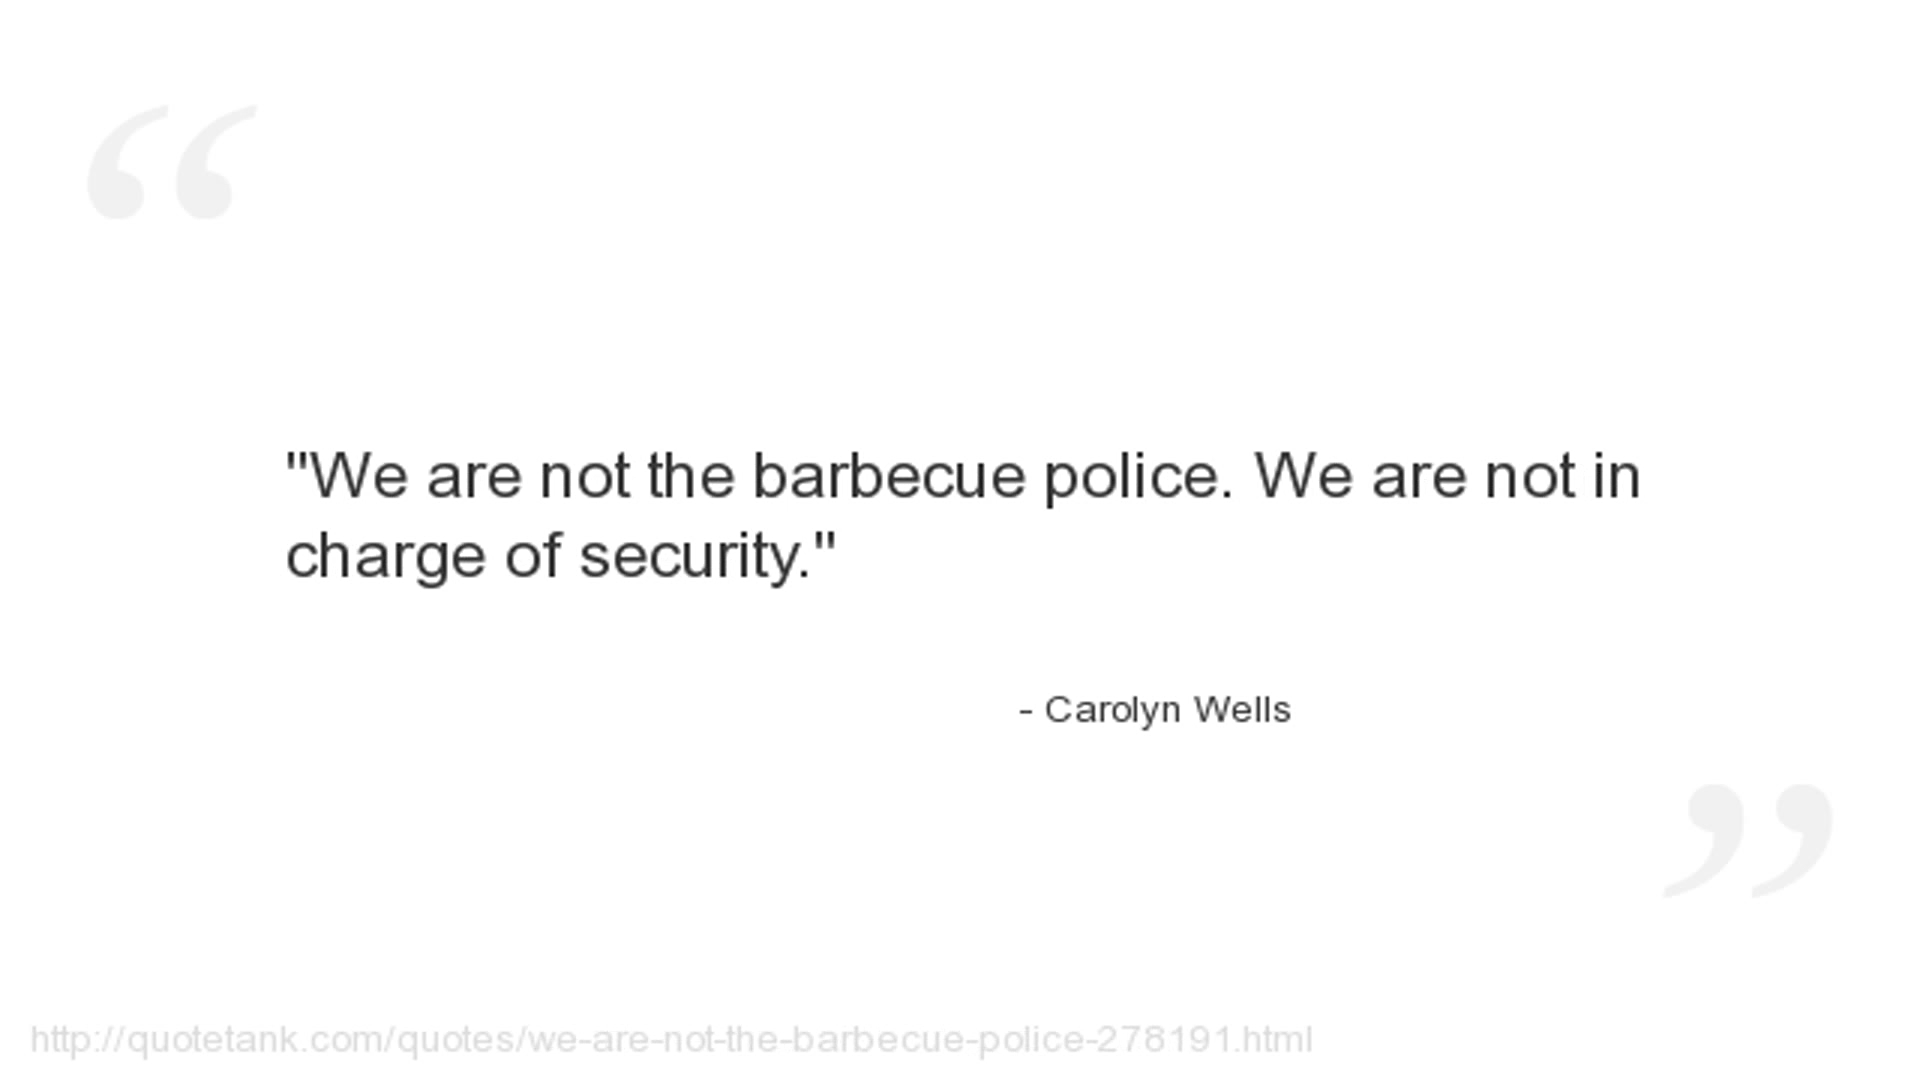 "We are not the barbecue police. We are not in
charge of security."
- Carolyn Wells
http://quotetank.com/quotes/we-are-not-the-barbecue-police-278191.html